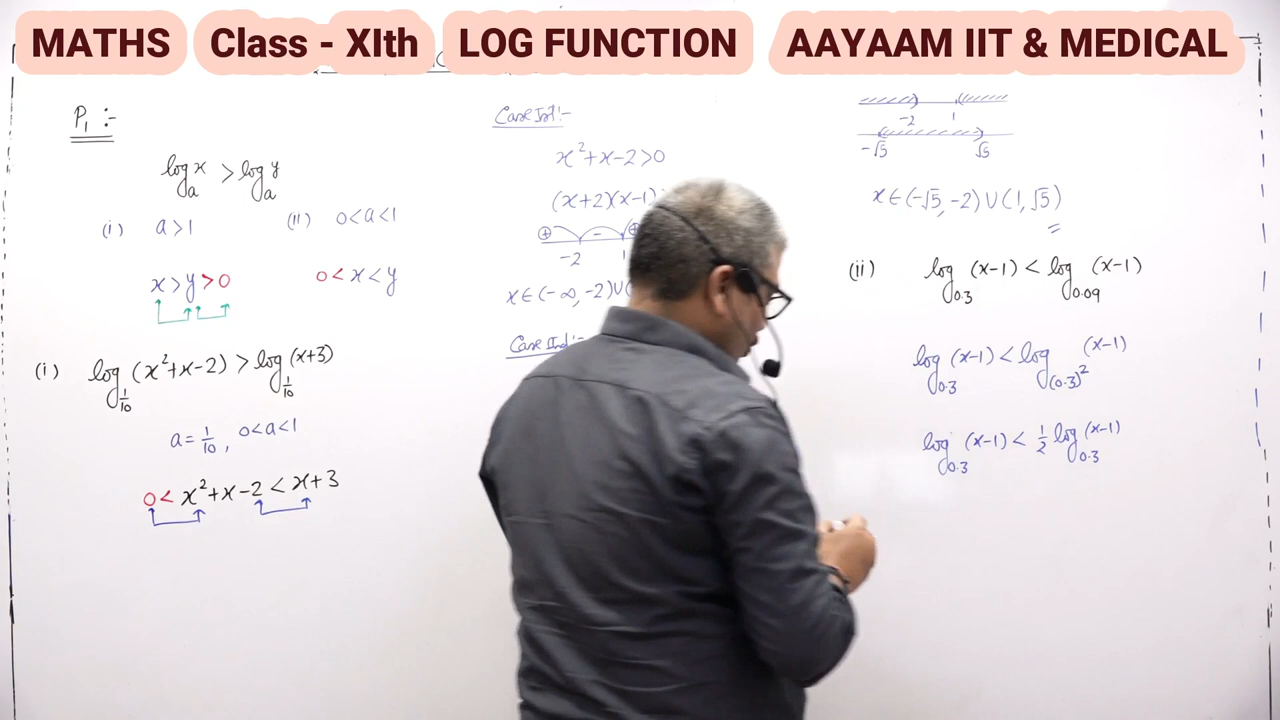 MATHS Class - XIth LOG FUNCTION AAYAAM IIT & MEDICAL
P₁ :-
logₐx > logₐy
(i) a>1 (ii) 0<a<1
x>y>0 0<x<y
(i) log_{1/10}(x²+x-2) > log_{1/10}(x+3)
a = 1/10, 0<a<1
0 < x²+x-2 < x+3
Case Ist:-
x²+x-2>0
(x+2)(x-1)
⊕ - ⊕
-2 1
x∈(-∞,-2)∪(
Case IInd:-
-2 1
-√5 √5
x∈(-√5,-2)∪(1,√5)
(ii) log_{0.3}(x-1) < log_{0.09}(x-1)
log_{0.3}(x-1) < log_{(0.3)²}(x-1)
log_{0.3}(x-1) < 1/2 log_{0.3}(x-1)